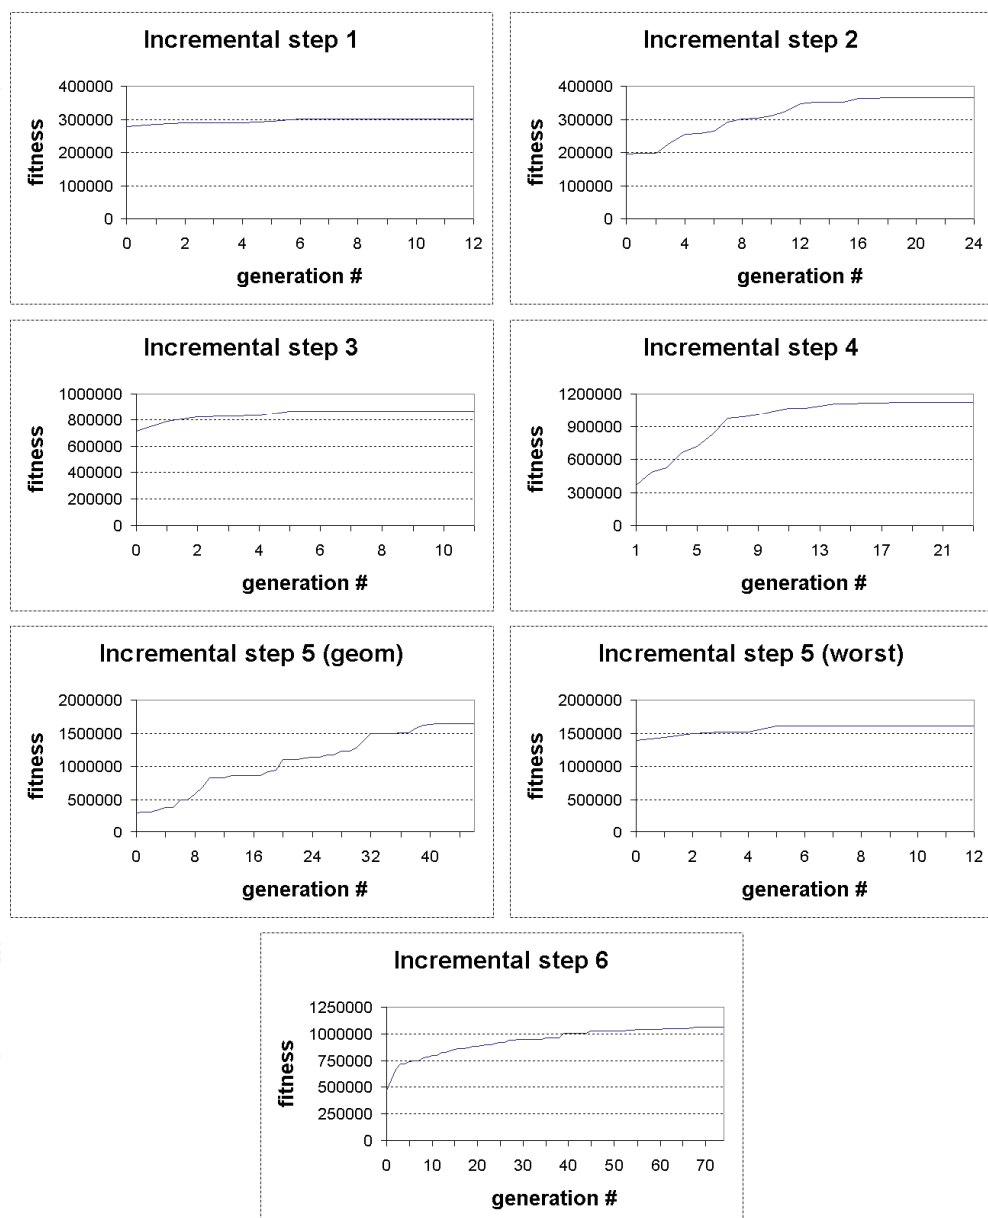 Incremental step 1
400000
300000
200000
100000
0
fitness
0 2 4 6 8 10 12
generation #
Incremental step 2
400000
300000
200000
100000
0
fitness
0 4 8 12 16 20 24
generation #
Incremental step 3
1000000
800000
600000
400000
200000
0
fitness
0 2 4 6 8 10
generation #
Incremental step 4
1200000
900000
600000
300000
0
fitness
1 5 9 13 17 21
generation #
Incremental step 5 (geom)
2000000
1500000
1000000
500000
0
fitness
0 8 16 24 32 40
generation #
Incremental step 5 (worst)
2000000
1500000
1000000
500000
0
fitness
0 2 4 6 8 10 12
generation #
Incremental step 6
1250000
1000000
750000
500000
250000
0
fitness
0 10 20 30 40 50 60 70
generation #